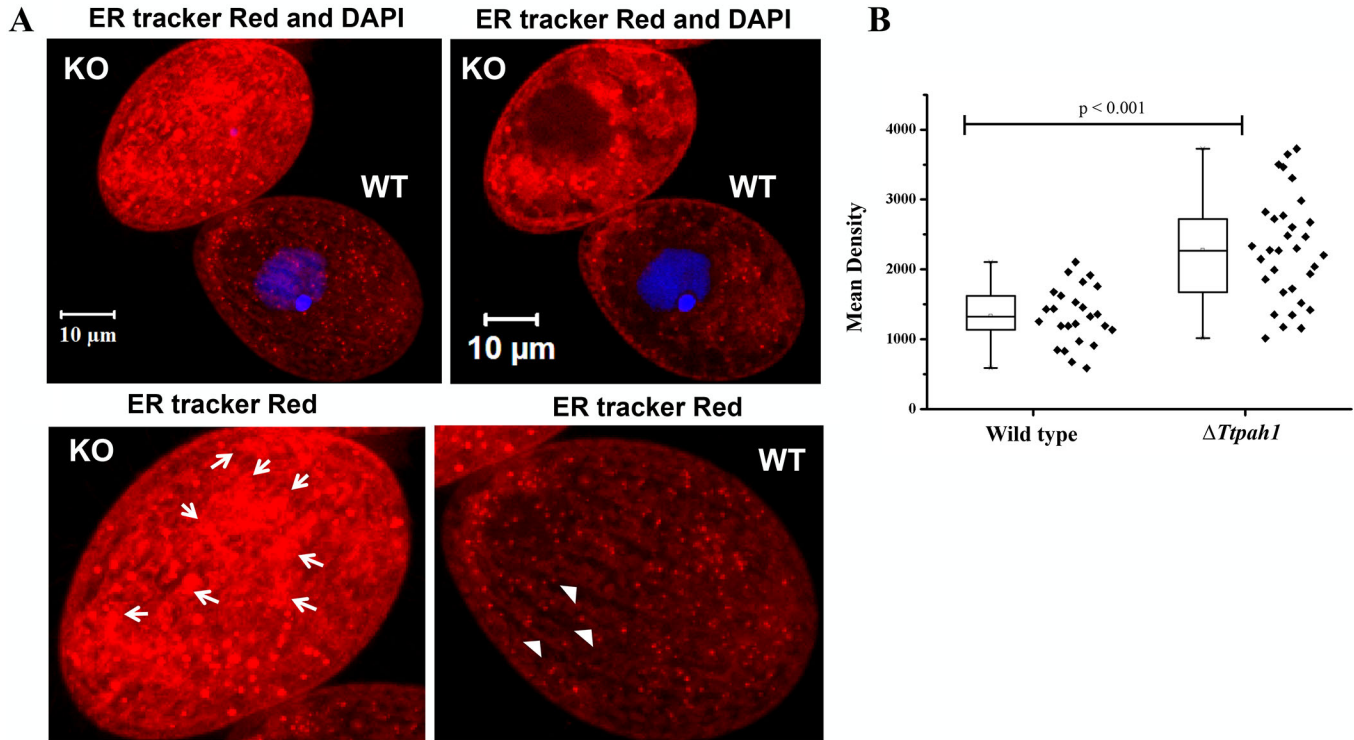 A
ER tracker Red and DAPI
KO
WT
10 µm
ER tracker Red and DAPI
KO
WT
10 µm
ER tracker Red
KO
ER tracker Red
WT
B
p < 0.001
Mean Density
4000
3000
2000
1000
0
Wild type
ΔTtpah1